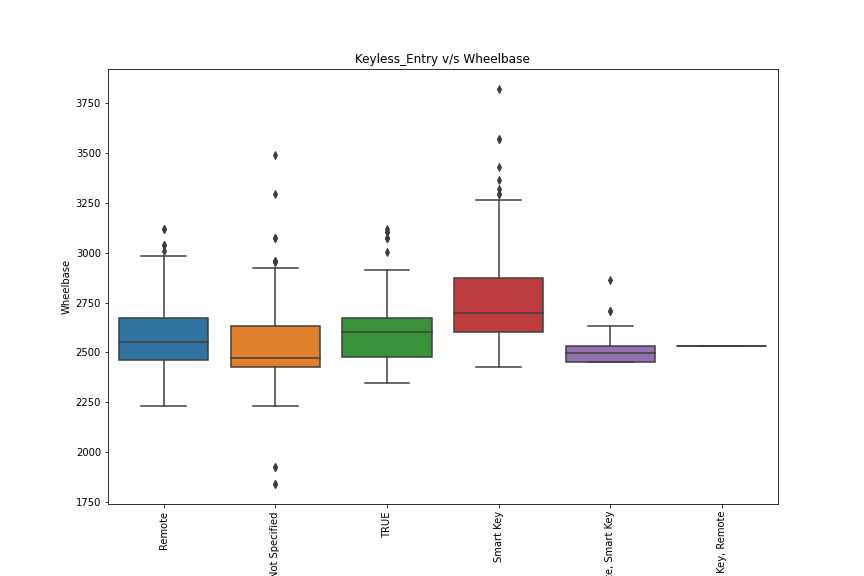 Keyless_Entry v/s Wheelbase
Wheelbase
3750
3500
3250
3000
2750
2500
2250
2000
1750
Remote
Not Specified
TRUE
Smart Key
, Smart Key
Key, Remote